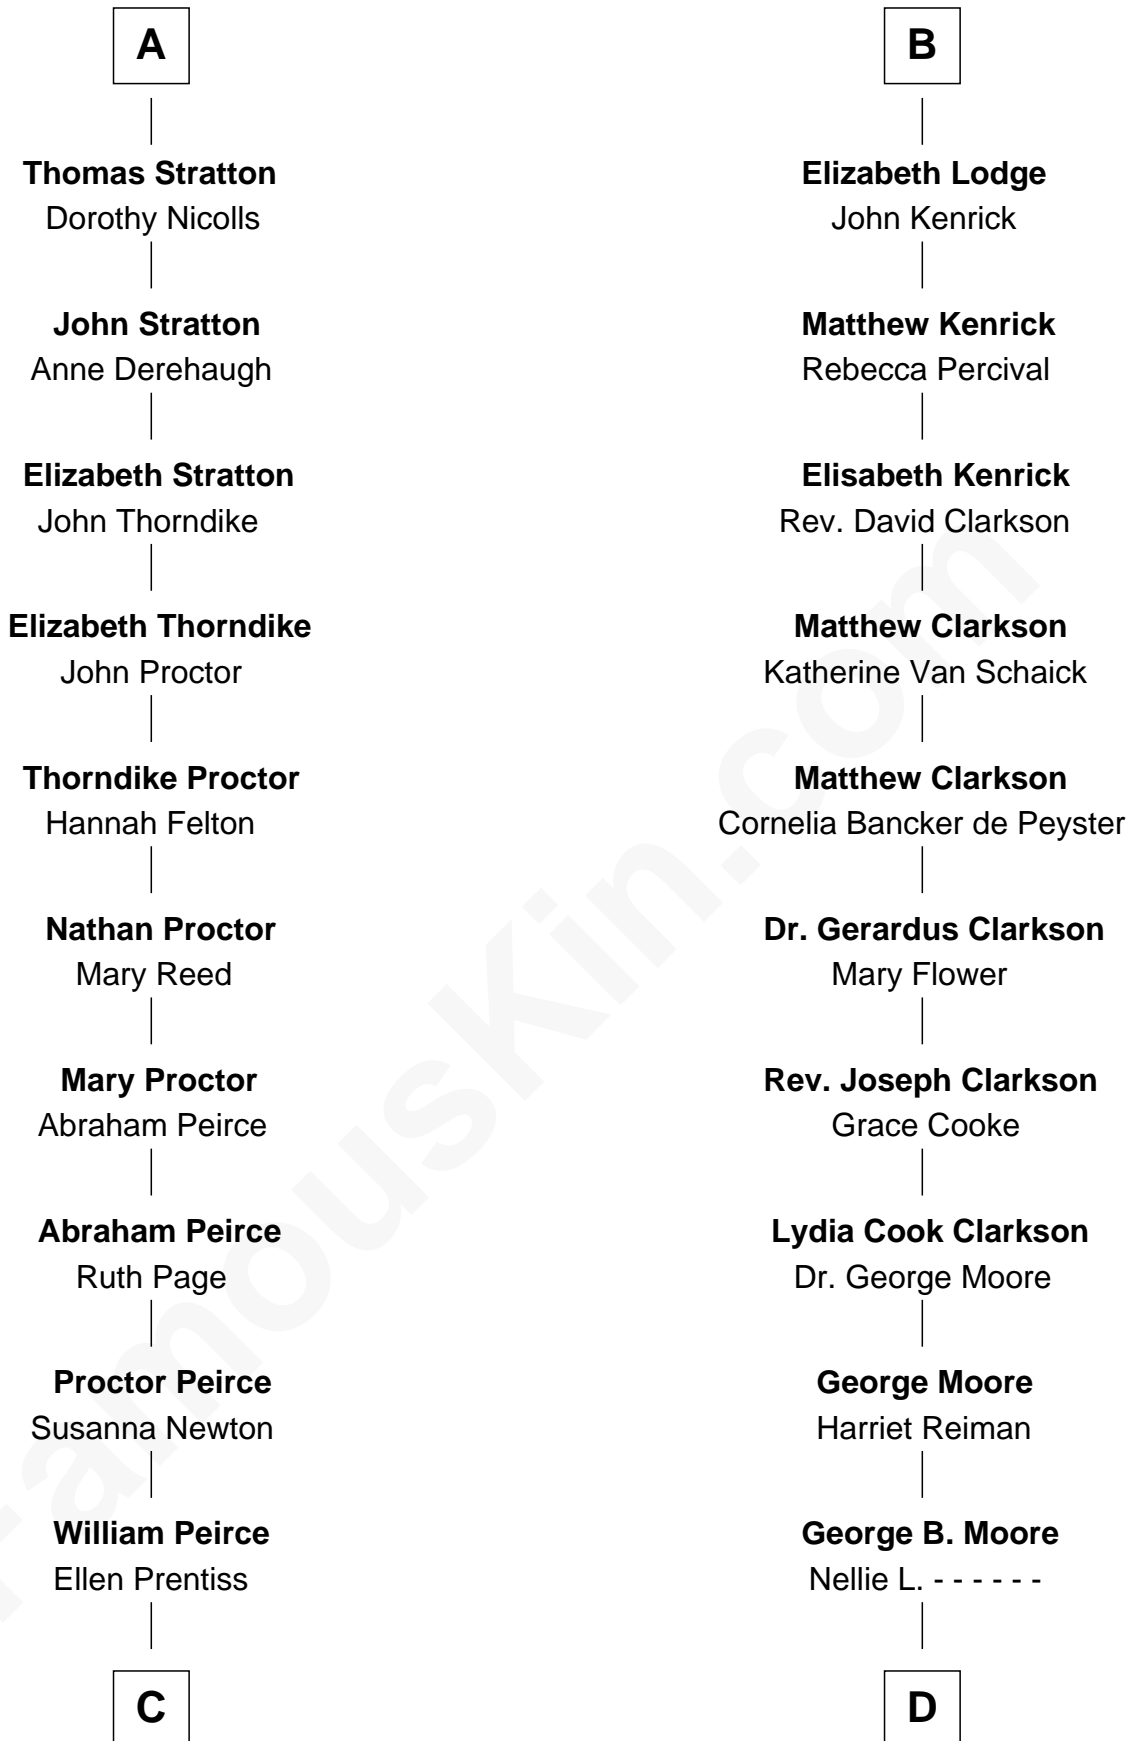 A
Thomas Stratton
Dorothy Nicolls
John Stratton
Anne Derehaugh
Elizabeth Stratton
John Thorndike
Elizabeth Thorndike
John Proctor
Thorndike Proctor
Hannah Felton
Nathan Proctor
Mary Reed
Mary Proctor
Abraham Peirce
Abraham Peirce
Ruth Page
Proctor Peirce
Susanna Newton
William Peirce
Ellen Prentiss
C
B
Elizabeth Lodge
John Kenrick
Matthew Kenrick
Rebecca Percival
Elisabeth Kenrick
Rev. David Clarkson
Matthew Clarkson
Katherine Van Schaick
Matthew Clarkson
Cornelia Bancker de Peyster
Dr. Gerardus Clarkson
Mary Flower
Rev. Joseph Clarkson
Grace Cooke
Lydia Cook Clarkson
Dr. George Moore
George Moore
Harriet Reiman
George B. Moore
Nellie L. - - - - - -
D
FamousKin.com